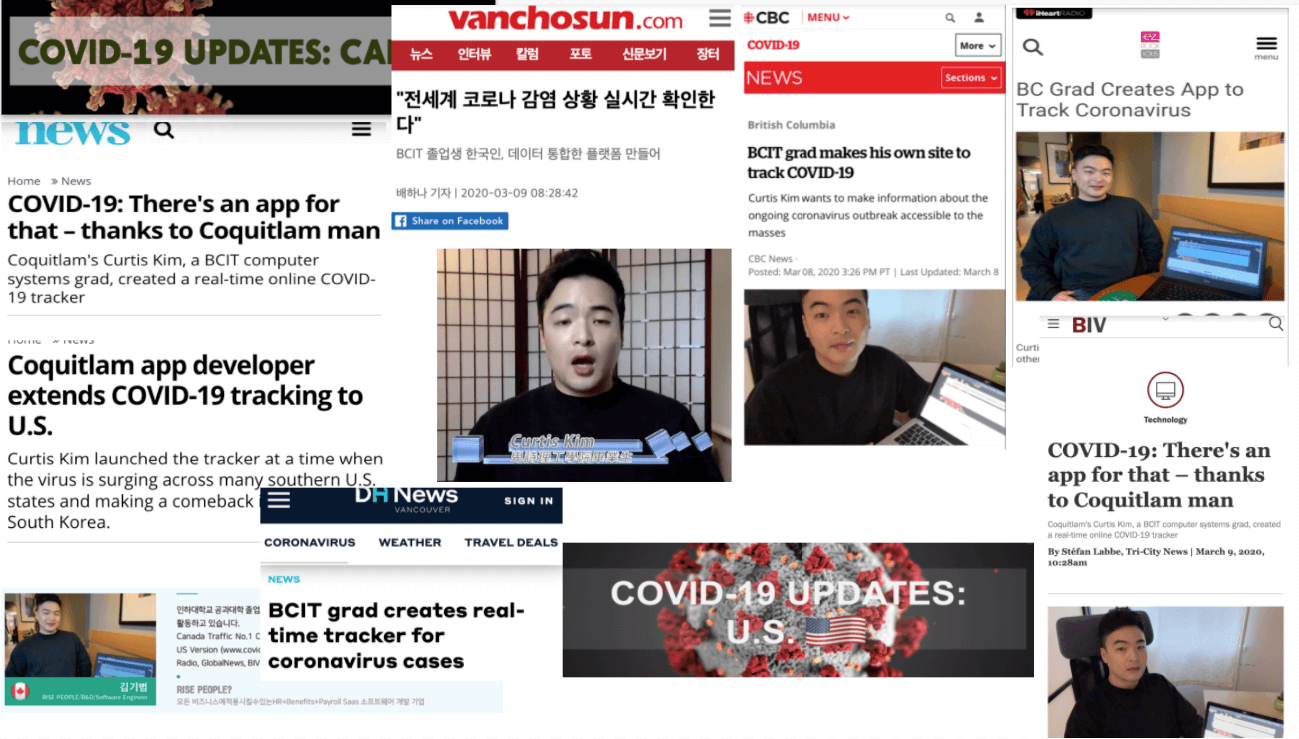 COVID-19 UPDATES: CA
news
Home » News
COVID-19: There's an app for
that – thanks to Coquitlam man
Coquitlam's Curtis Kim, a BCIT computer
systems grad, created a real-time online COVID-
19 tracker
Home » News
Coquitlam app developer
extends COVID-19 tracking to
U.S.
Curtis Kim launched the tracker at a time when
the virus is surging across many southern U.S.
states and making a comeback
South Korea.
vanchosun.com
뉴스 인터뷰 칼럼 포토 신문보기 장터
"전세계 코로나 감염 상황 실시간 확인한
다"
BCIT 졸업생 한국인, 데이터 통합한 플랫폼 만들어
배하나 기자 | 2020-03-09 08:28:42
Share on Facebook
Curtis Kim
CBC MENU
COVID-19 More
NEWS Sections
British Columbia
BCIT grad makes his own site to
track COVID-19
Curtis Kim wants to make information about the
ongoing coronavirus outbreak accessible to the
masses
CBC News ·
Posted: Mar 08, 2020 3:26 PM PT | Last Updated: March 8
iHeartRADIO
menu
BC Grad Creates App to
Track Coronavirus
Curti
othe
BIV
Technology
COVID-19: There's an
app for that – thanks
to Coquitlam man
Coquitlam's Curtis Kim, a BCIT computer systems grad, created
a real-time online COVID-19 tracker
By Stéfan Labbe, Tri-City News | March 9, 2020,
10:28am
DH News
VANCOUVER
SIGN IN
CORONAVIRUS WEATHER TRAVEL DEALS
NEWS
BCIT grad creates real-
time tracker for
coronavirus cases
COVID-19 UPDATES:
U.S.
김기범
RISE PEOPLE/R&D/Software Engineer
인하대학교 공과대학 졸업
활동하고 있습니다.
Canada Traffic No.1 C
US Version (www.covi
Radio, GlobalNews, BIV
RISE PEOPLE?
모든 비즈니스에적용시킬수있는HR+Benefits+Payroll Saas 소프트웨어 개발 기업